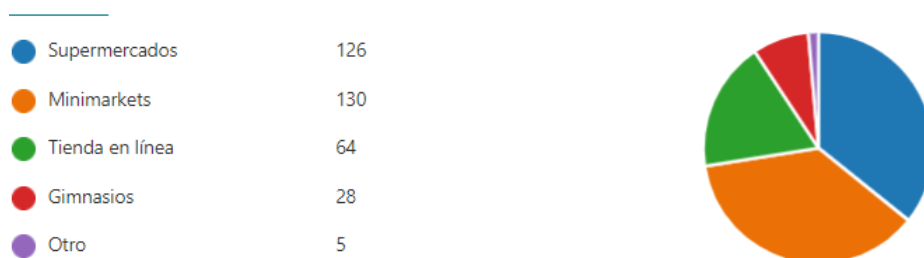 Supermercados 126
Minimarkets 130
Tienda en línea 64
Gimnasios 28
Otro 5